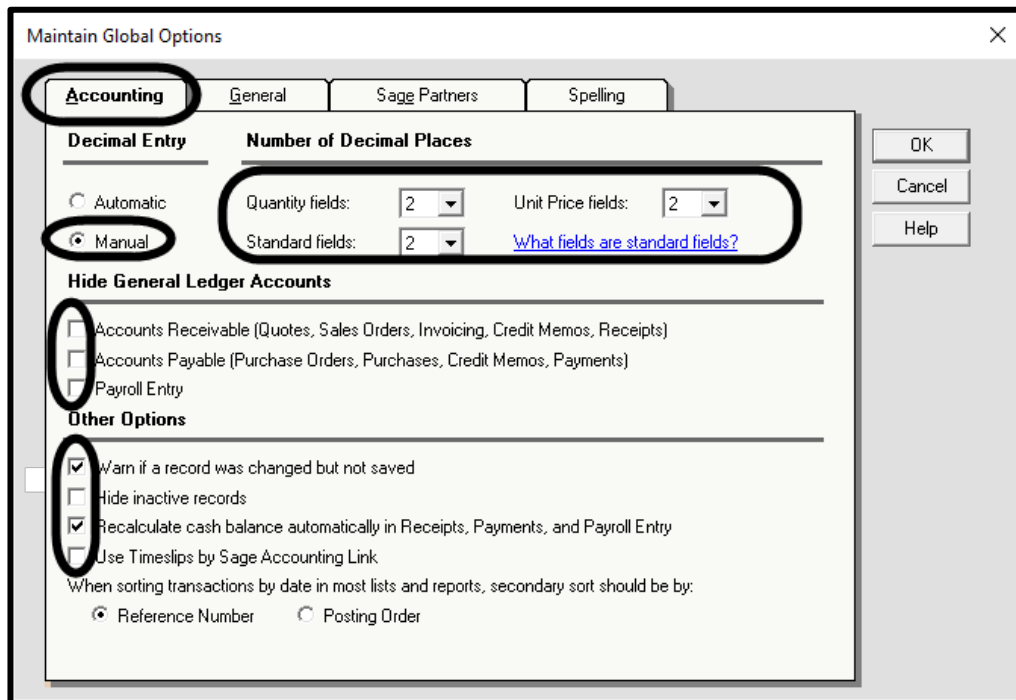 Maintain Global Options
Accounting General Sage Partners Spelling
Decimal Entry Number of Decimal Places
OK
Cancel
Help
Automatic Quantity fields: 2 Unit Price fields: 2
Manual Standard fields: 2 What fields are standard fields?
Hide General Ledger Accounts
Accounts Receivable (Quotes, Sales Orders, Invoicing, Credit Memos, Receipts)
Accounts Payable (Purchase Orders, Purchases, Credit Memos, Payments)
Payroll Entry
Other Options
Warn if a record was changed but not saved
Hide inactive records
Recalculate cash balance automatically in Receipts, Payments, and Payroll Entry
Use Timeslips by Sage Accounting Link
When sorting transactions by date in most lists and reports, secondary sort should be by:
Reference Number Posting Order